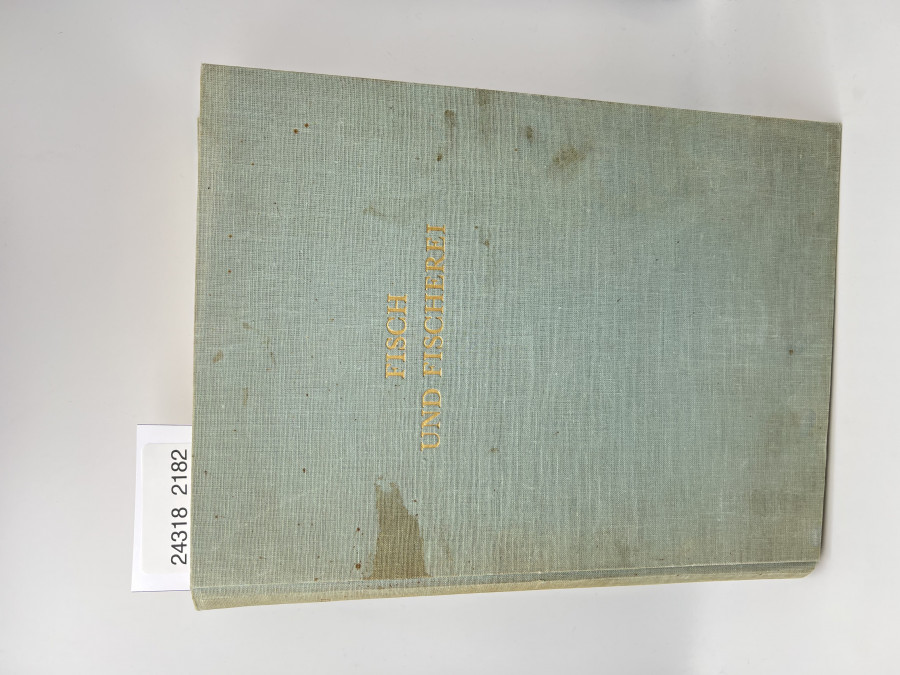 24318 2182
FISCH
UND FISCHEREI